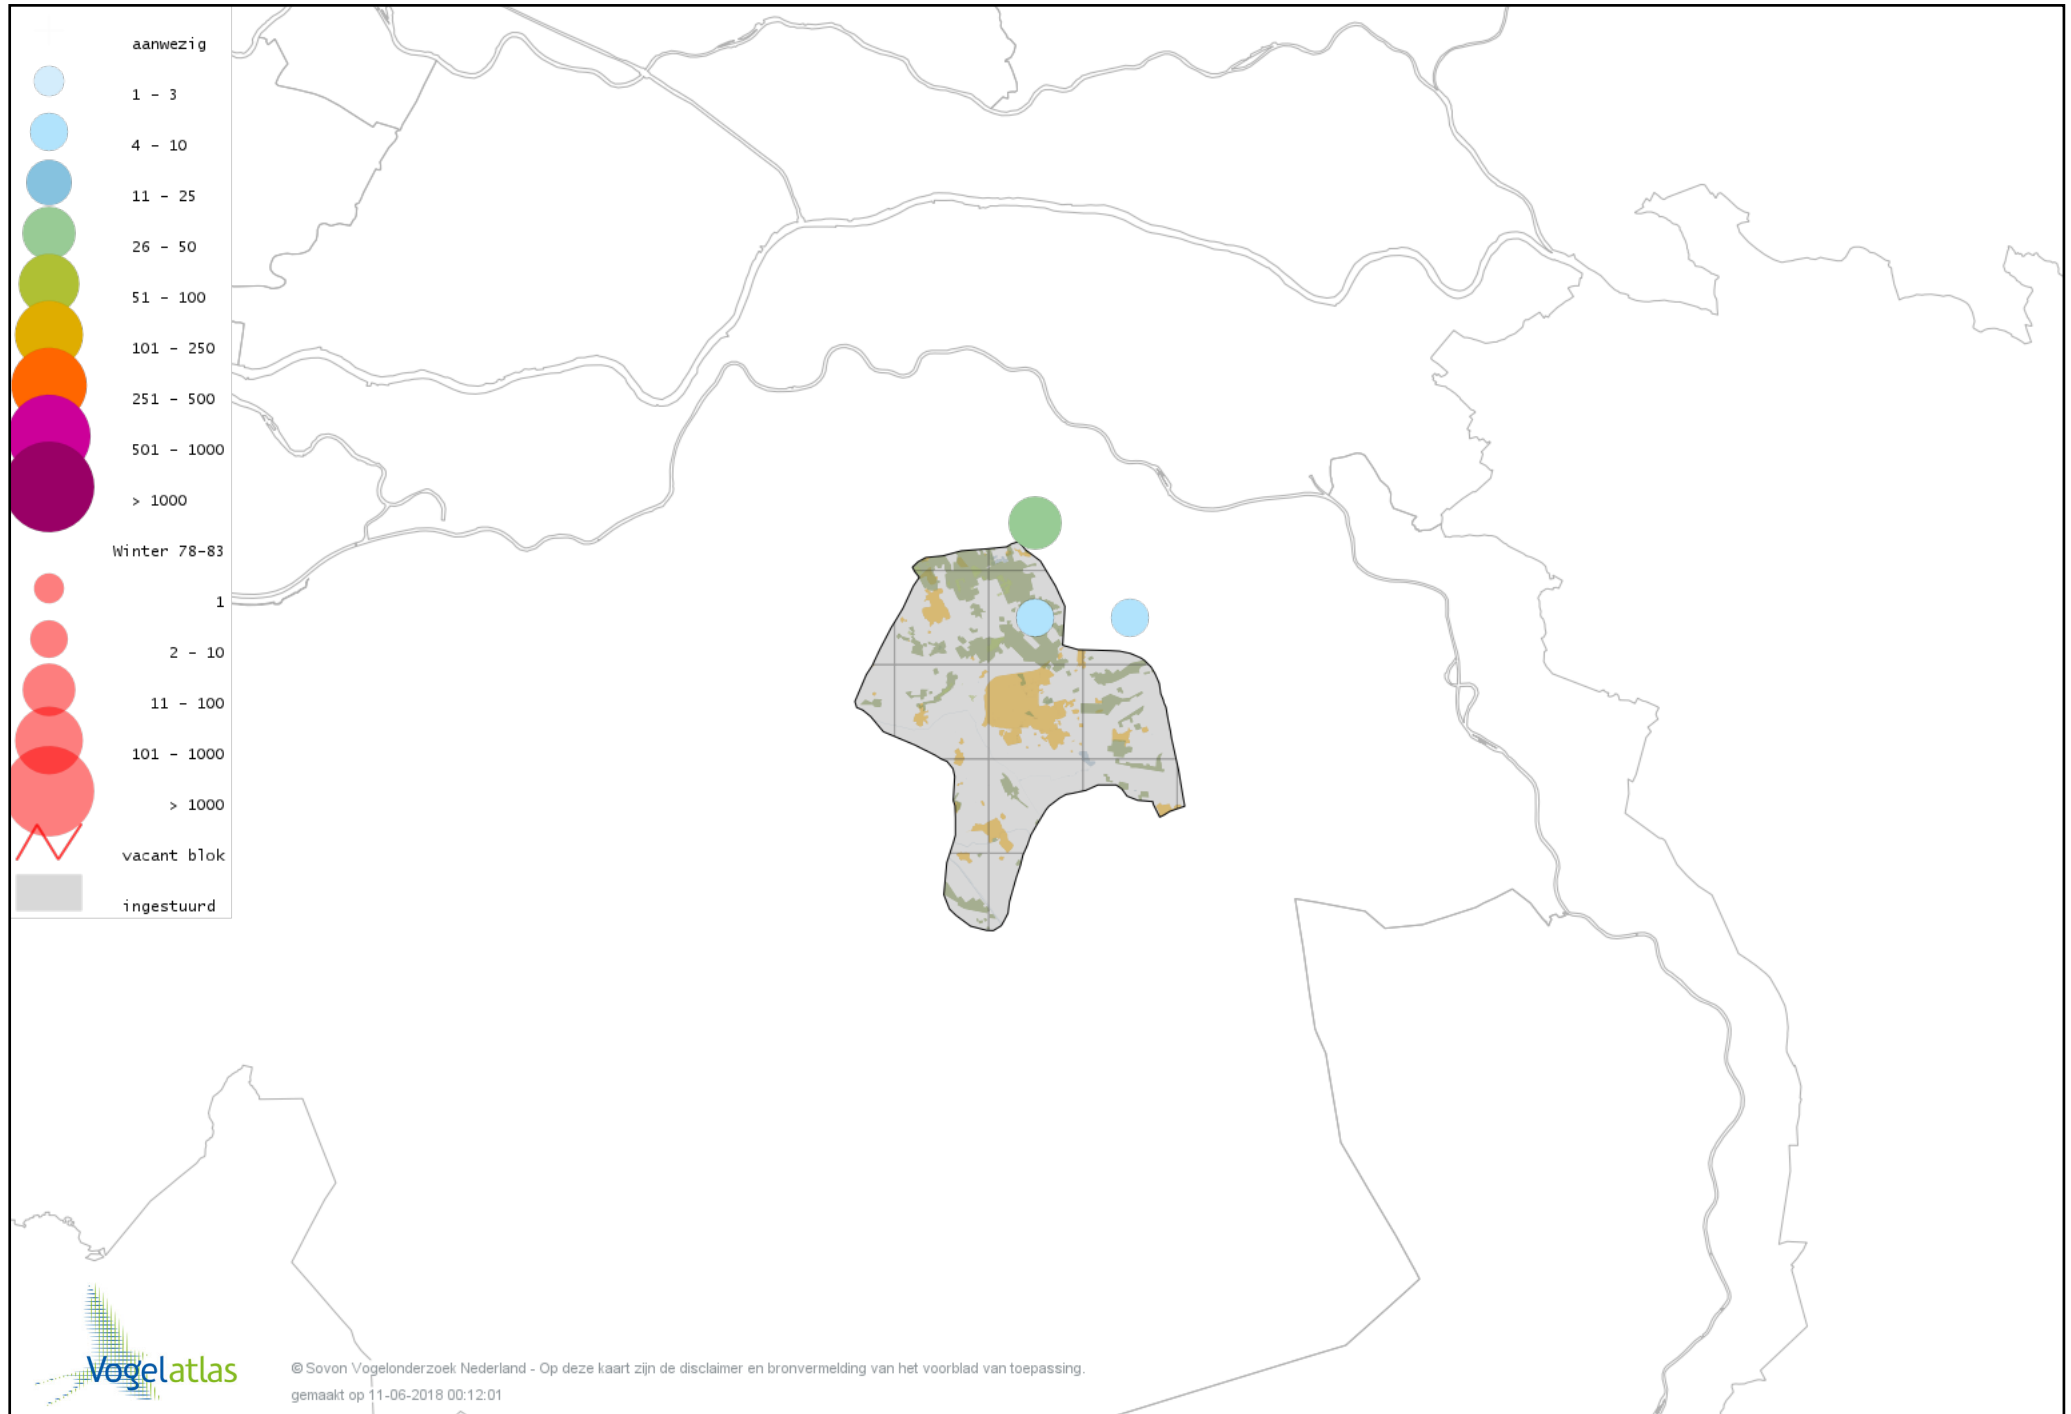 aanwezig
1 - 3
4 - 10
11 - 25
26 - 50
51 - 100
101 - 250
251 - 500
501 - 1000
> 1000
Winter 78-83
1
2 - 10
11 - 100
101 - 1000
> 1000
vacant blok
ingestuurd
Vogelatlas
© Sovon Vogelonderzoek Nederland - Op deze kaart zijn de disclaimer en bronvermelding van het voorblad van toepassing.
gemaakt op 11-06-2018 00:12:01